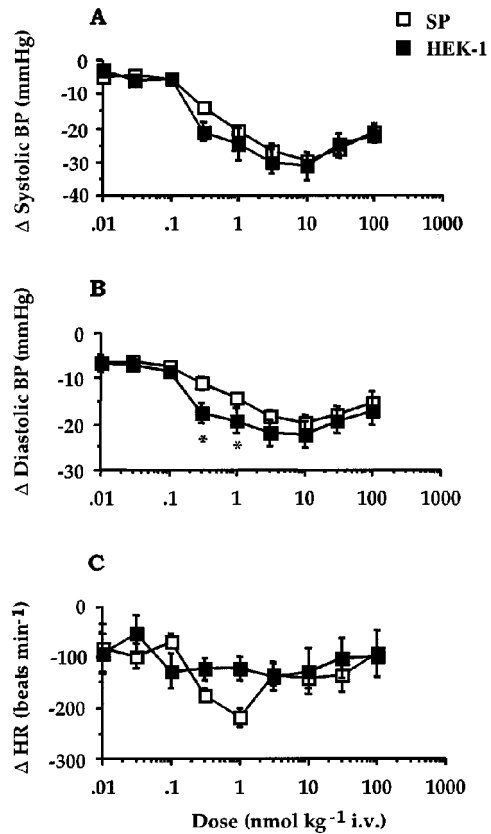 A
SP
HEK-1
Δ Systolic BP (mmHg)
0
-10
-20
-30
-40
.01 .1 1 10 100 1000
B
Δ Diastolic BP (mmHg)
0
-10
-20
-30
* *
.01 .1 1 10 100 1000
C
Δ HR (beats min-1)
0
-100
-200
-300
.01 .1 1 10 100 1000
Dose (nmol kg-1 i.v.)